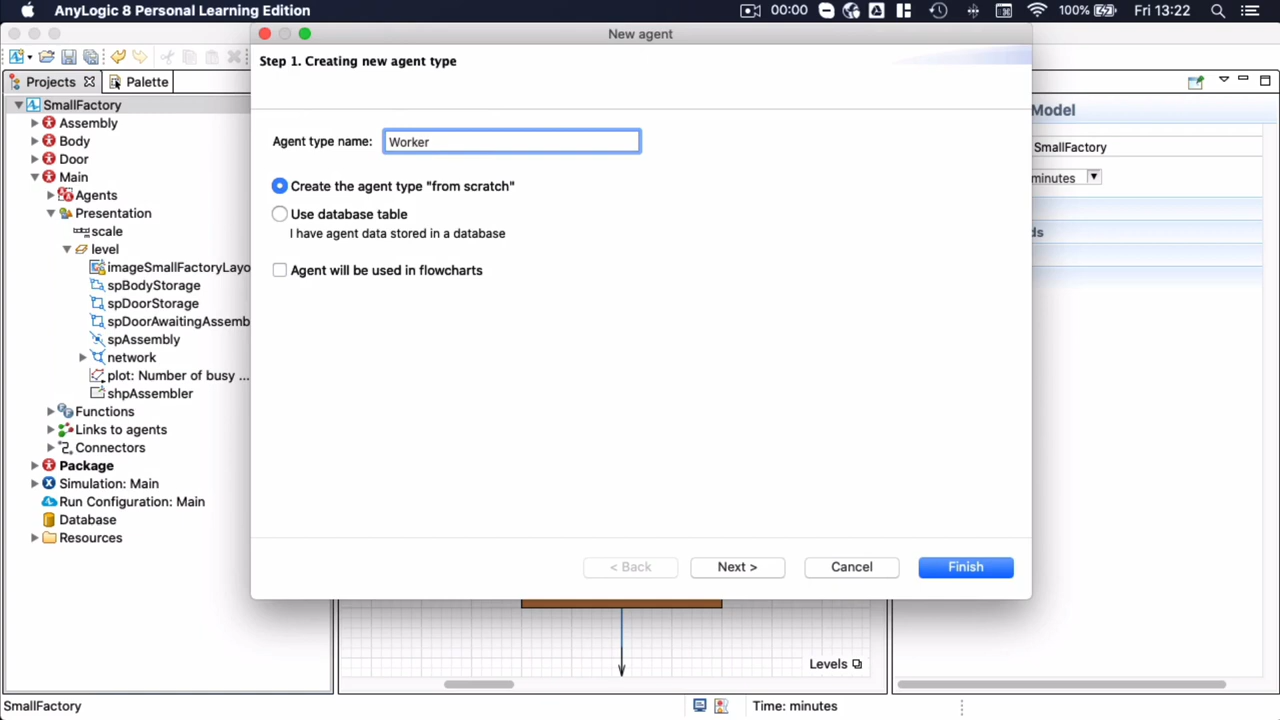 AnyLogic 8 Personal Learning Edition
00:00
100%
Fri 13:22
New agent
Projects
Palette
SmallFactory
Assembly
Body
Door
Main
Agents
Presentation
scale
level
imageSmallFactoryLayo
spBodyStorage
spDoorStorage
spDoorAwaitingAssemb
spAssembly
network
plot: Number of busy ...
shpAssembler
Functions
Links to agents
Connectors
Package
Simulation: Main
Run Configuration: Main
Database
Resources
Step 1. Creating new agent type
Agent type name: Worker
Create the agent type "from scratch"
Use database table
I have agent data stored in a database
Agent will be used in flowcharts
< Back
Next >
Cancel
Finish
Model
SmallFactory
minutes
ds
Levels
SmallFactory
Time: minutes